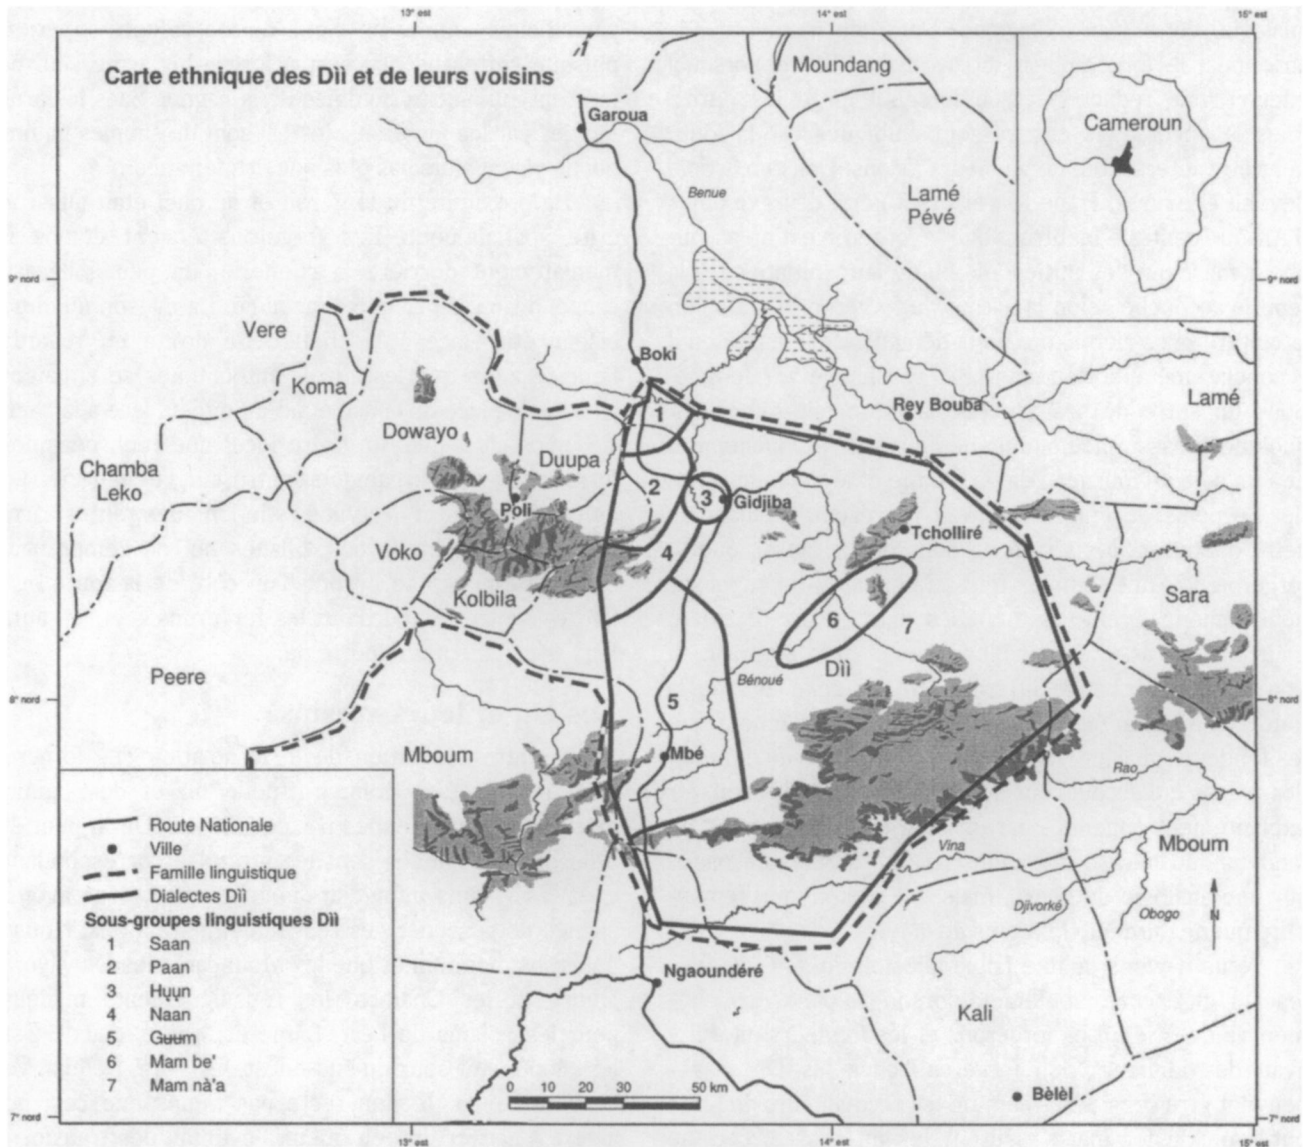 13° est
14° est
15° est
Carte ethnique des Dìì et de leurs voisins
Moundang
Cameroun
Garoua
Benue
Lamé
Pévé
9° nord
9° nord
Vere
Boki
Koma
Lamé
Rey Bouba
1
Dowayo
Duupa
Chamba
Leko
2
3
Gidjiba
Poli
Tcholliré
4
Voko
Kolbila
Sara
6
7
Dìì
Peere
Bénoué
5
8° nord
8° nord
Mboum
Mbé
Rao
Mboum
Vina
Djivorké
Obogo
N
Route Nationale
Ville
Famille linguistique
Dialectes Dìì
Sous-groupes linguistiques Dìì
1 Saan
2 Paan
3 Hụụn
4 Naan
5 Gʉʉm
6 Mam be'
7 Mam nà'a
Ngaoundéré
Kali
0 10 20 30 50 km
Bèlèl
7° nord
7° nord
13° est
14° est
15° est